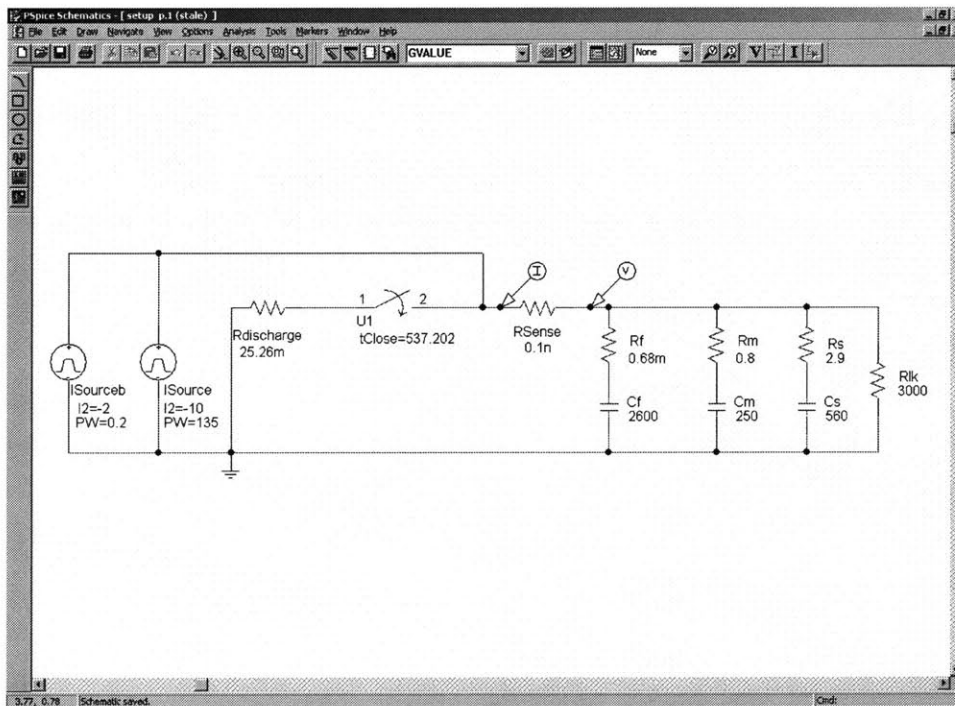 PSpice Schematics - [ setup p.1 (stale) ]
File Edit Draw Navigate View Options Analysis Tools Markers Window Help
GVALUE None V I
I V
1 2
U1
tClose=537.202
Rdischarge
25.26m
RSense
0.1n
Rf
0.68m
Rm
0.8
Rs
2.9
Rlk
3000
ISourceb
I2=-2
PW=0.2
ISource
I2=-10
PW=135
Cf
2600
Cm
250
Cs
560
3.77, 0.78 Schematic saved. Cmd: